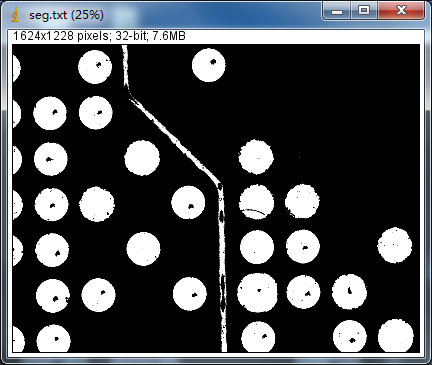 seg.txt (25%)
1624x1228 pixels; 32-bit; 7.6MB